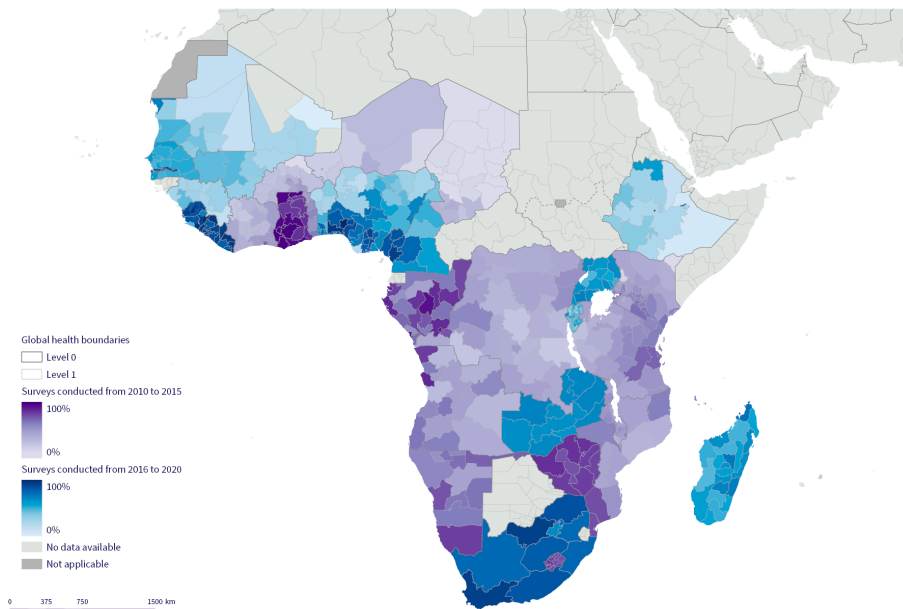 Global health boundaries
Level 0
Level 1
Surveys conducted from 2010 to 2015
100%
0%
Surveys conducted from 2016 to 2020
100%
0%
No data available
Not applicable
0 375 750 1500 km